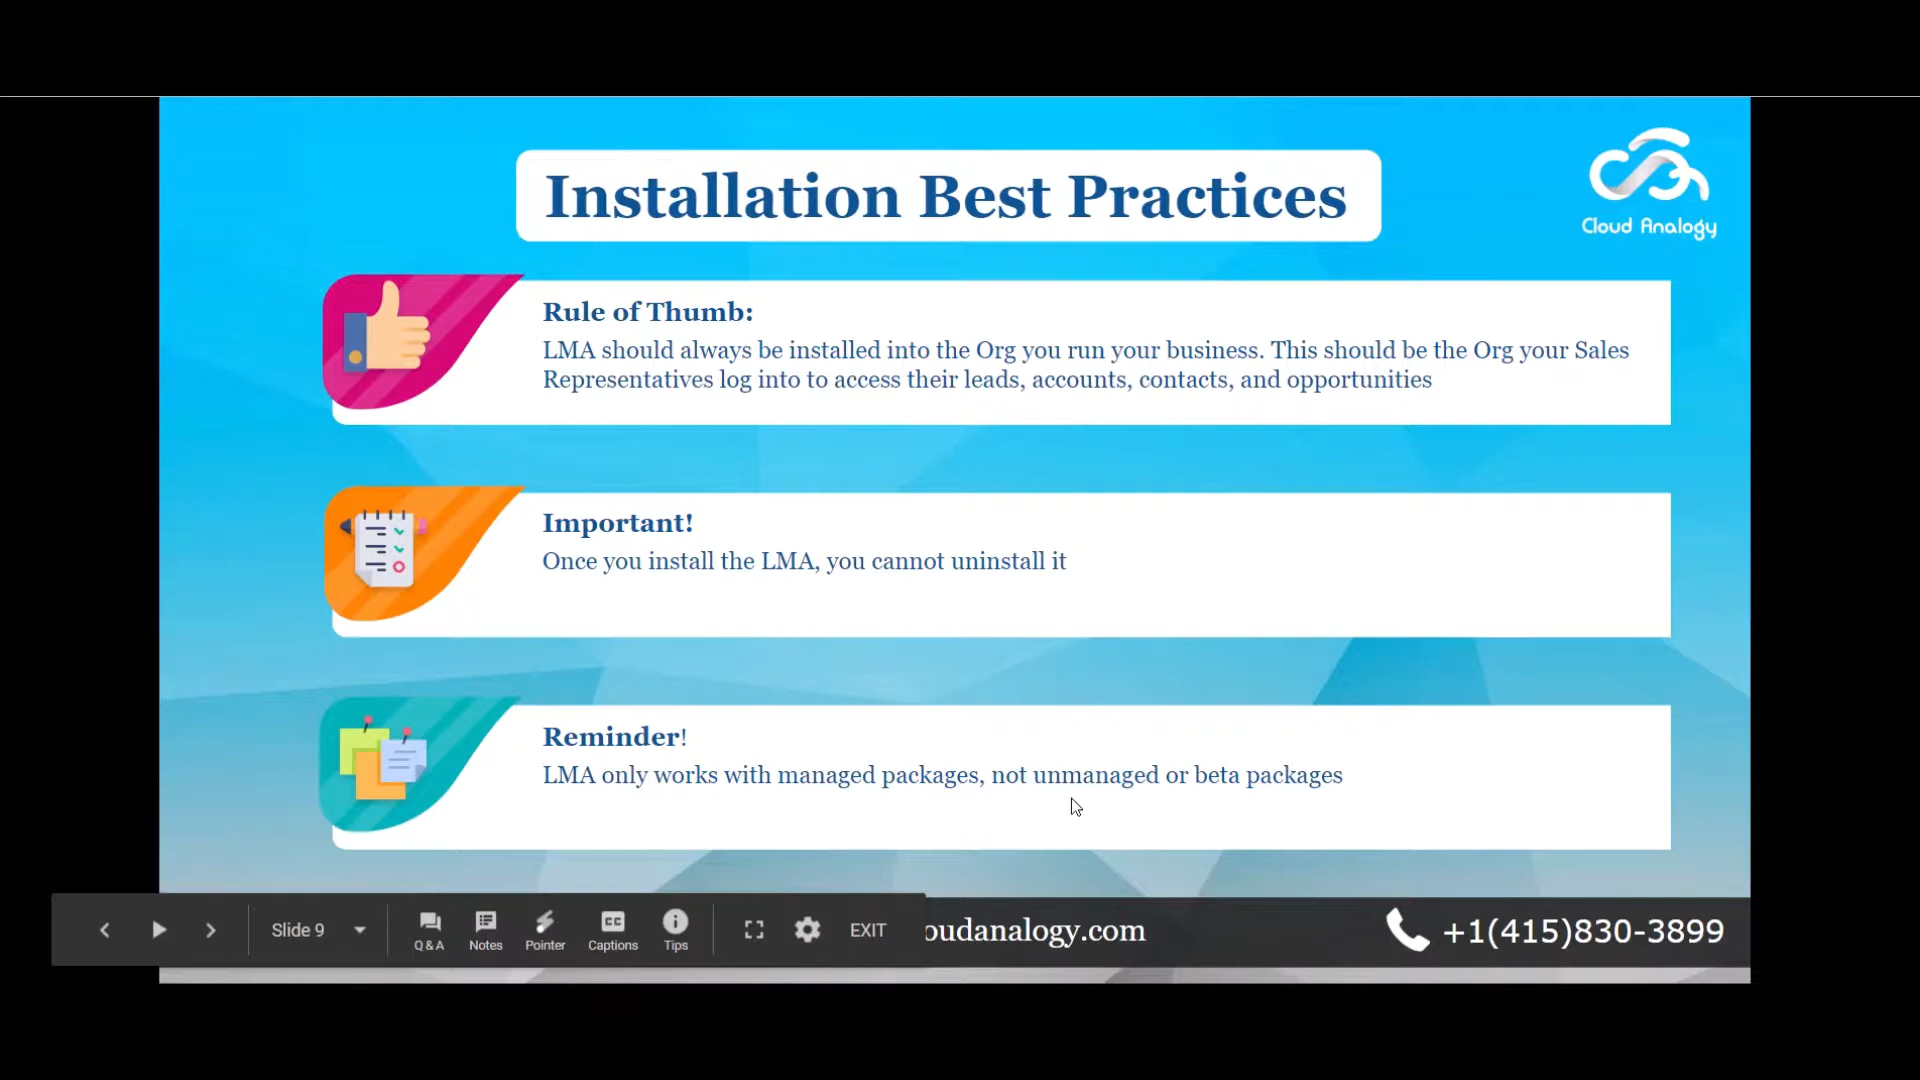 Installation Best Practices
Cloud Analogy
Rule of Thumb:
LMA should always be installed into the Org you run your business. This should be the Org your Sales
Representatives log into to access their leads, accounts, contacts, and opportunities
Important!
Once you install the LMA, you cannot uninstall it
Reminder!
LMA only works with managed packages, not unmanaged or beta packages
Slide 9
Q&A
Notes
Pointer
CC
Captions
Tips
EXIT
oudanalogy.com
+1(415)830-3899